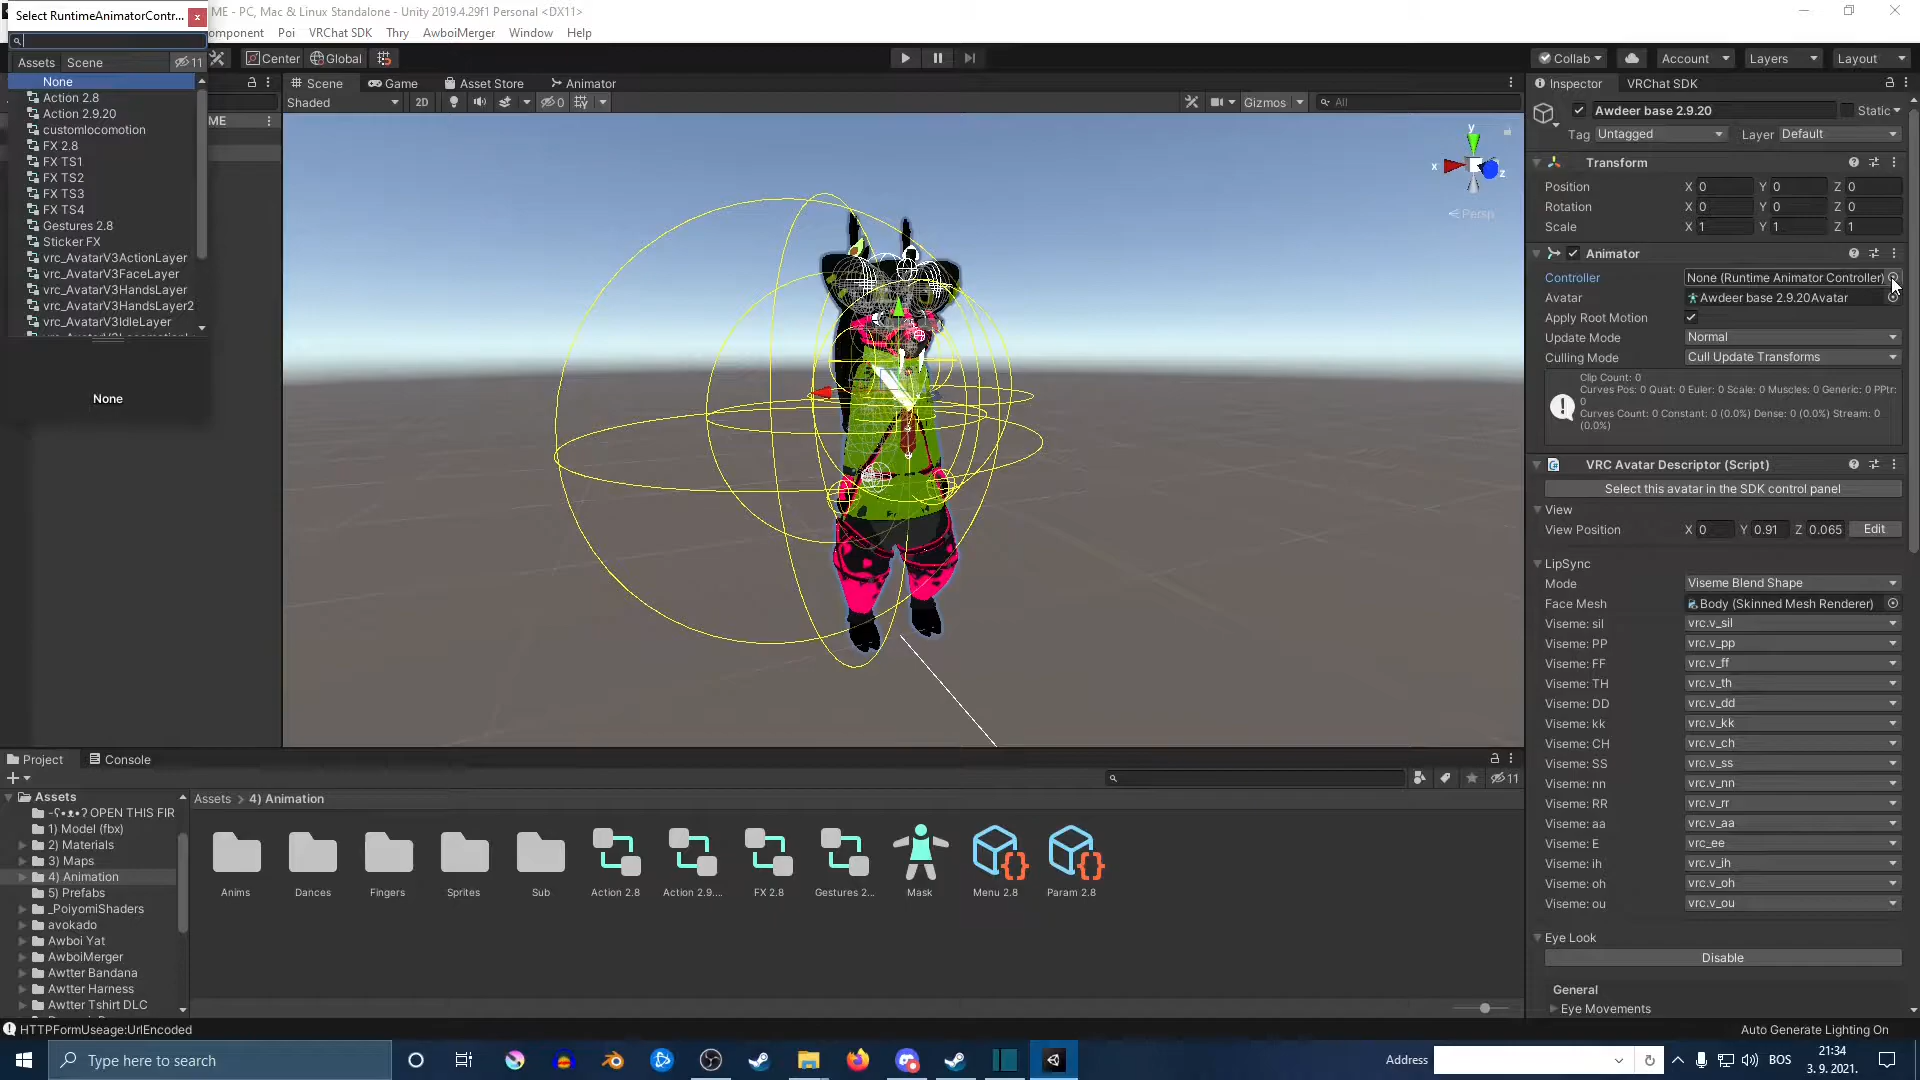 Select RuntimeAnimatorContr...
ME - PC, Mac & Linux Standalone - Unity 2019.4.29f1 Personal <DX11>
omponent Poi VRChat SDK Thry AwboiMerger Window Help
Assets Scene 11
Center Global
Collab Account Layers Layout
None
Action 2.8
Action 2.9.20
customlocomotion
FX 2.8
FX TS1
FX TS2
FX TS3
FX TS4
Gestures 2.8
Sticker FX
vrc_AvatarV3ActionLayer
vrc_AvatarV3FaceLayer
vrc_AvatarV3HandsLayer
vrc_AvatarV3HandsLayer2
vrc_AvatarV3IdleLayer
None
ME
Scene Game Asset Store Animator
Shaded 2D 0 Gizmos All
y
x
z
Persp
Inspector VRChat SDK
Awdeer base 2.9.20 Static
Tag Untagged Layer Default
Transform
Position X 0 Y 0 Z 0
Rotation X 0 Y 0 Z 0
Scale X 1 Y 1 Z 1
Animator
Controller None (Runtime Animator Controller)
Avatar Awdeer base 2.9.20Avatar
Apply Root Motion
Update Mode Normal
Culling Mode Cull Update Transforms
Clip Count: 0
Curves Pos: 0 Quat: 0 Euler: 0 Scale: 0 Muscles: 0 Generic: 0 PPtr:
0
Curves Count: 0 Constant: 0 (0.0%) Dense: 0 (0.0%) Stream: 0
(0.0%)
VRC Avatar Descriptor (Script)
Select this avatar in the SDK control panel
View
View Position X 0 Y 0.91 Z 0.065 Edit
LipSync
Mode Viseme Blend Shape
Face Mesh Body (Skinned Mesh Renderer)
Viseme: sil vrc.v_sil
Viseme: PP vrc.v_pp
Viseme: FF vrc.v_ff
Viseme: TH vrc.v_th
Viseme: DD vrc.v_dd
Viseme: kk vrc.v_kk
Viseme: CH vrc.v_ch
Viseme: SS vrc.v_ss
Viseme: nn vrc.v_nn
Viseme: RR vrc.v_rr
Viseme: aa vrc.v_aa
Viseme: E vrc_ee
Viseme: ih vrc.v_ih
Viseme: oh vrc.v_oh
Viseme: ou vrc.v_ou
Eye Look
Disable
General
Eye Movements
Project Console
11
Assets
-ʕ•ᴥ•ʔ OPEN THIS FIR
1) Model (fbx)
2) Materials
3) Maps
4) Animation
5) Prefabs
_PoiyomiShaders
avokado
Awboi Yat
AwboiMerger
Awtter Bandana
Awtter Harness
Awtter Tshirt DLC
Assets > 4) Animation
Anims Dances Fingers Sprites Sub Action 2.8 Action 2.9.... FX 2.8 Gestures 2... Mask Menu 2.8 Param 2.8
HTTPFormUseage:UrlEncoded
Auto Generate Lighting On
Type here to search
Address
BOS
21:34
3. 9. 2021.